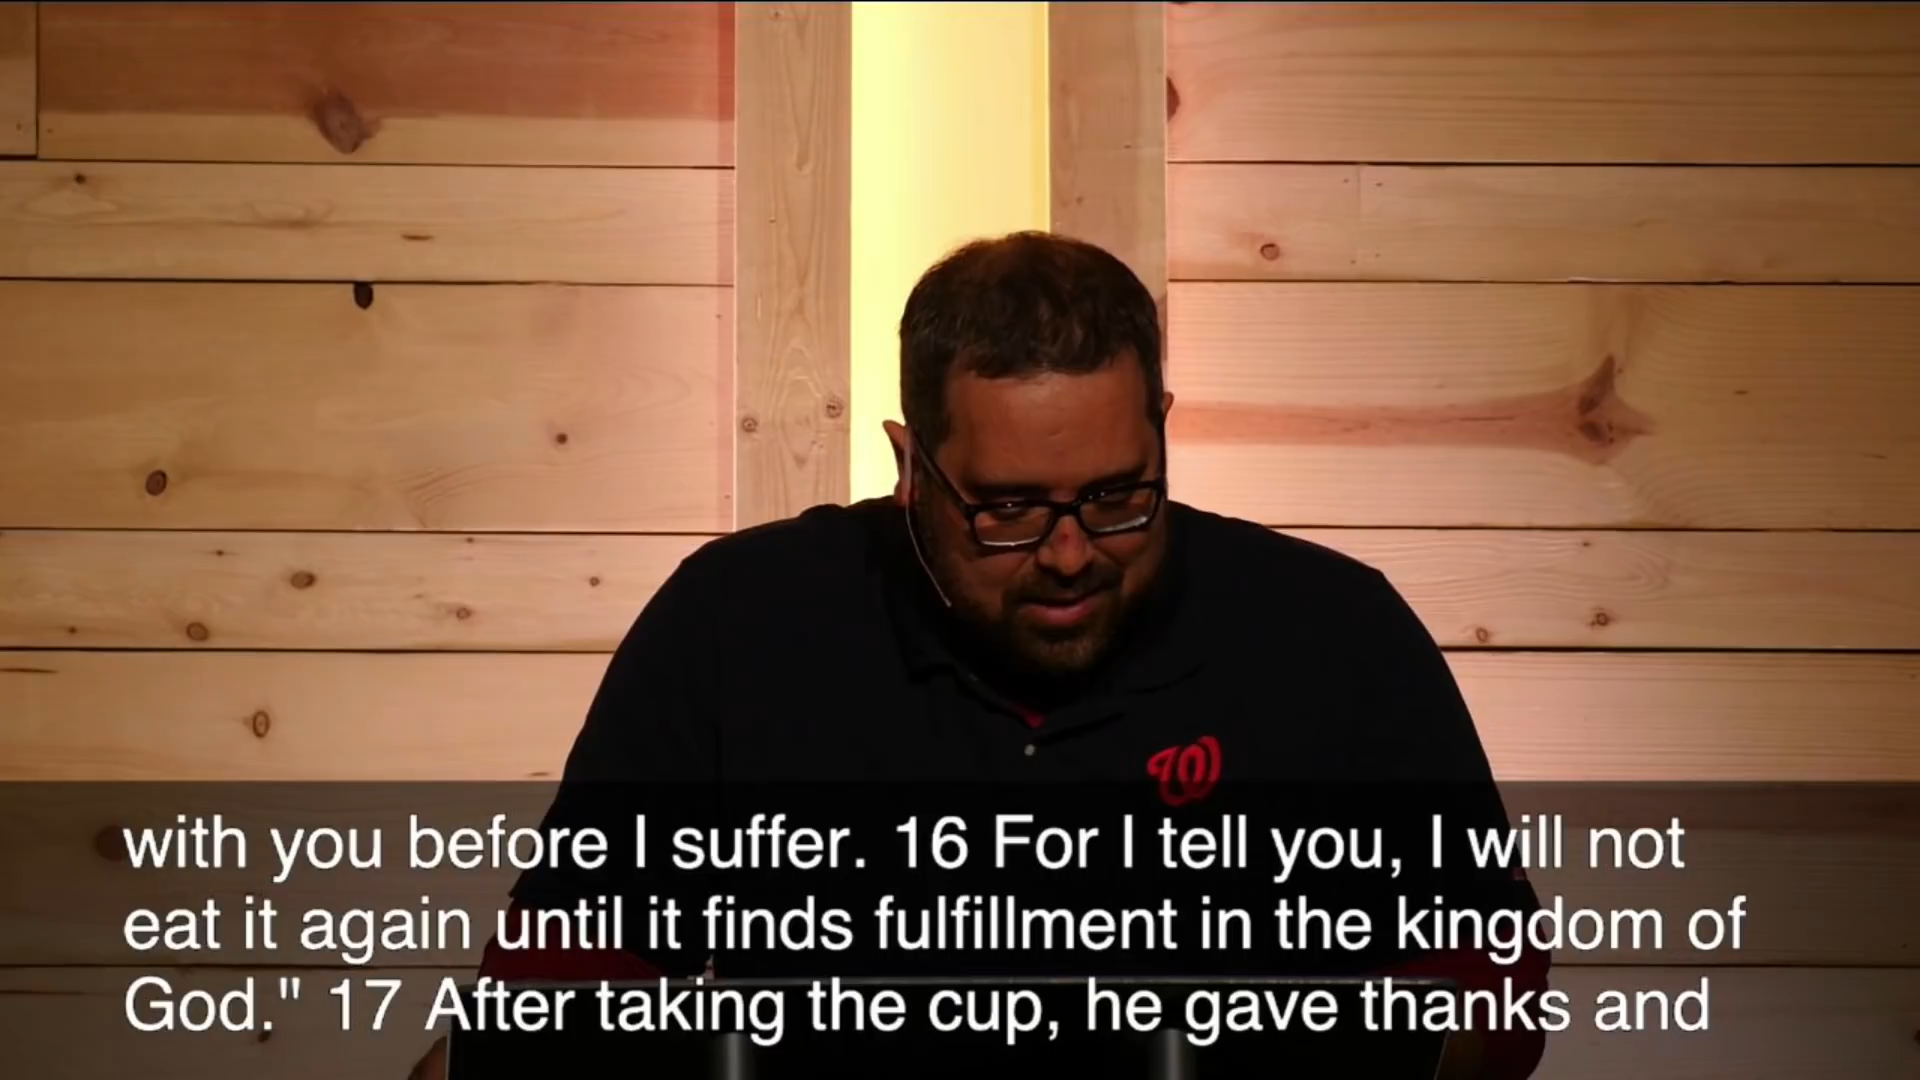 W
with you before I suffer. 16 For I tell you, I will not
eat it again until it finds fulfillment in the kingdom of
God." 17 After taking the cup, he gave thanks and